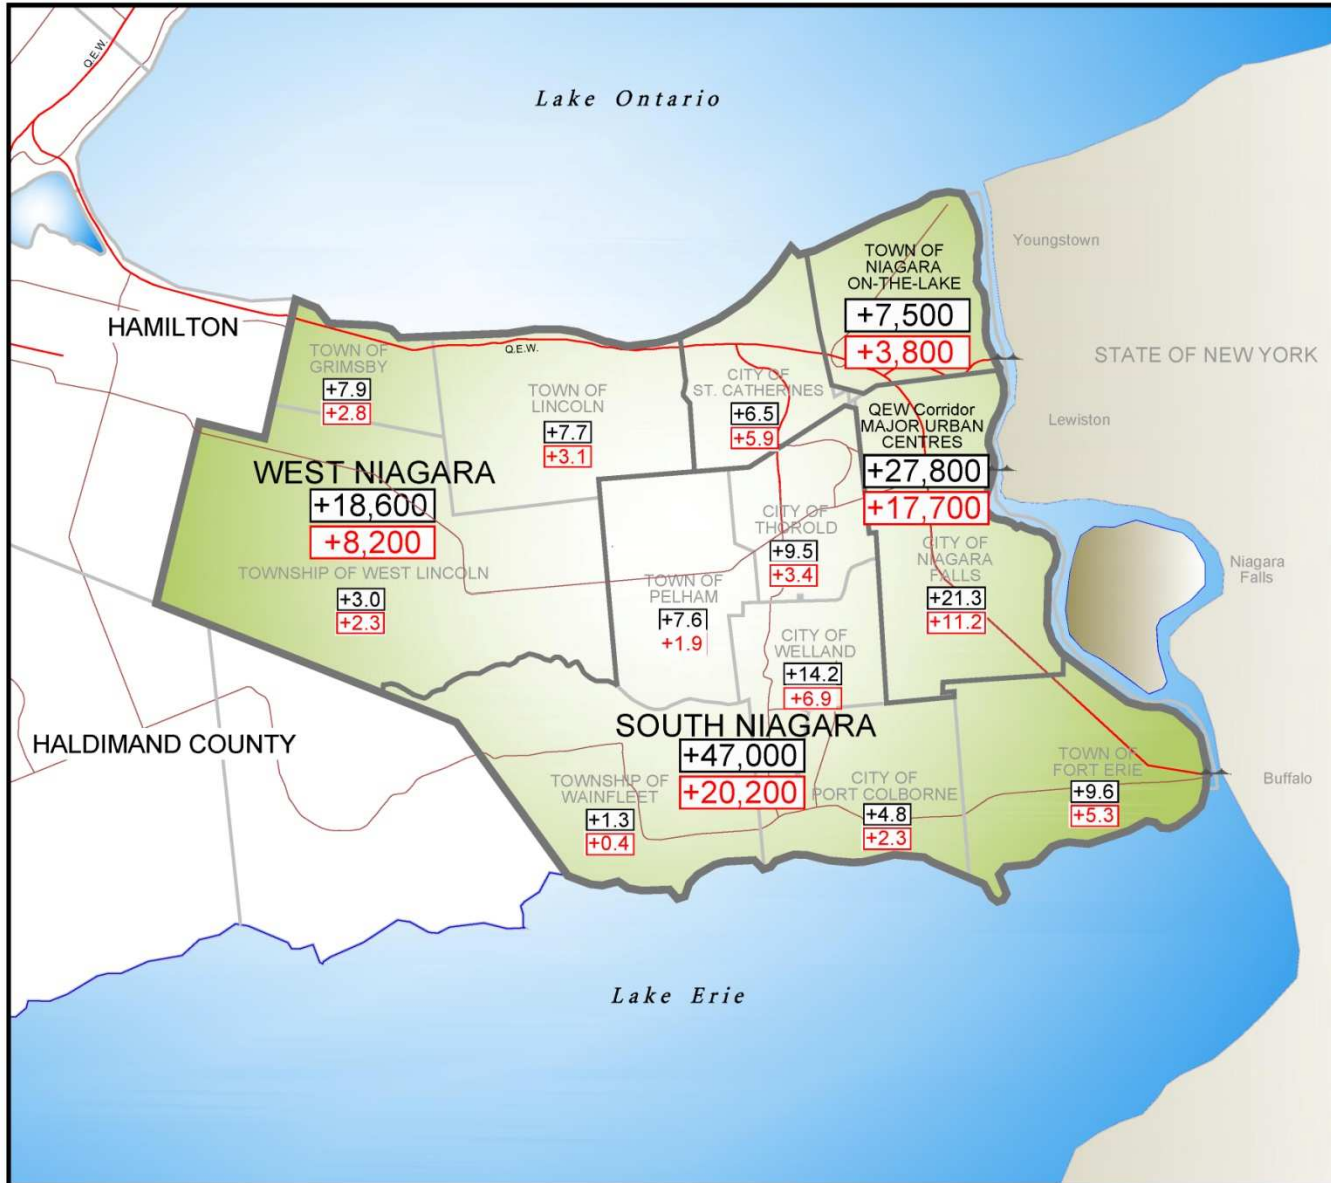 Q.E.W.
Lake Ontario
Youngstown
TOWN OF
NIAGARA
ON-THE-LAKE
+7,500
+3,800
HAMILTON
Q.E.W.
STATE OF NEW YORK
TOWN OF
GRIMSBY
+7.9
+2.8
TOWN OF
LINCOLN
+7.7
+3.1
CITY OF
ST. CATHERINES
+6.5
+5.9
QEW Corridor
MAJOR URBAN
CENTRES
+27,800
+17,700
Lewiston
WEST NIAGARA
+18,600
+8,200
CITY OF
THOROLD
+9.5
+3.4
CITY OF
NIAGARA
FALLS
+21.3
+11.2
Niagara
Falls
TOWNSHIP OF WEST LINCOLN
+3.0
+2.3
TOWN OF
PELHAM
+7.6
+1.9
CITY OF
WELLAND
+14.2
+6.9
HALDIMAND COUNTY
SOUTH NIAGARA
+47,000
+20,200
TOWNSHIP OF
WAINFLEET
+1.3
+0.4
CITY OF
PORT COLBORNE
+4.8
+2.3
TOWN OF
FORT ERIE
+9.6
+5.3
Buffalo
Lake Erie